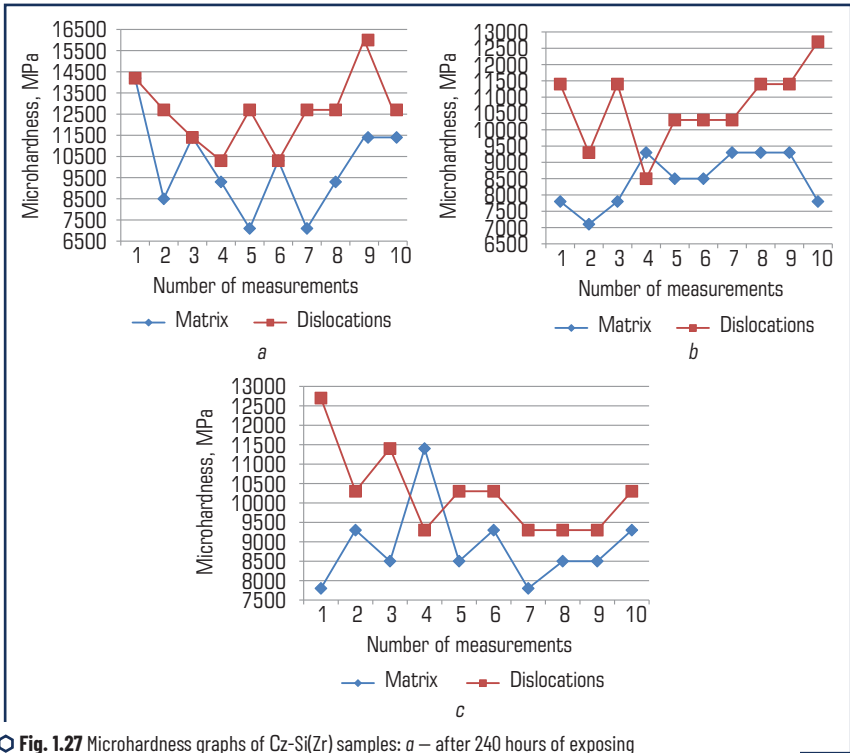 Microhardness, MPa
16500
15500
14500
13500
12500
11500
10500
9500
8500
7500
6500
1 2 3 4 5 6 7 8 9 10
Number of measurements
Matrix Dislocations
a
Microhardness, MPa
13000
12500
12000
11500
11000
10500
10000
9500
9000
8500
8000
7500
7000
6500
1 2 3 4 5 6 7 8 9 10
Number of measurements
Matrix Dislocations
b
Microhardness, MPa
13000
12500
12000
11500
11000
10500
10000
9500
9000
8500
8000
7500
1 2 3 4 5 6 7 8 9 10
Number of measurements
Matrix Dislocations
c
Fig. 1.27 Microhardness graphs of Cz-Si(Zr) samples: a – after 240 hours of exposing